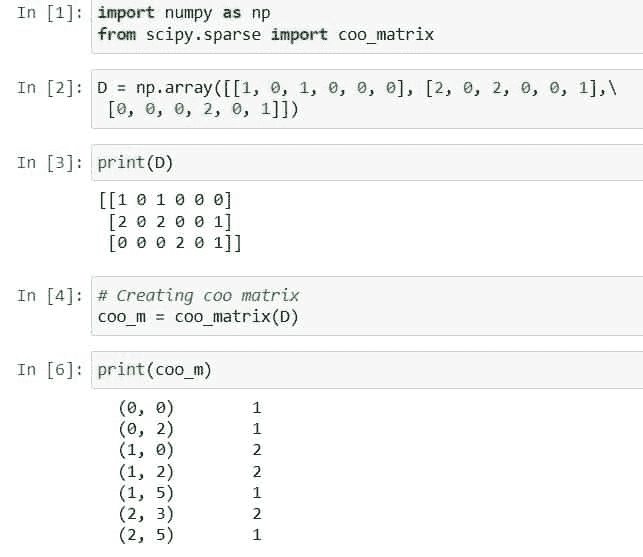 In [1]: import numpy as np
from scipy.sparse import coo_matrix
In [2]: D = np.array([[1, 0, 1, 0, 0, 0], [2, 0, 2, 0, 0, 1],\
[0, 0, 0, 2, 0, 1]])
In [3]: print(D)
[[1 0 1 0 0 0]
[2 0 2 0 0 1]
[0 0 0 2 0 1]]
In [4]: # Creating coo matrix
coo_m = coo_matrix(D)
In [6]: print(coo_m)
(0, 0) 1
(0, 2) 1
(1, 0) 2
(1, 2) 2
(1, 5) 1
(2, 3) 2
(2, 5) 1